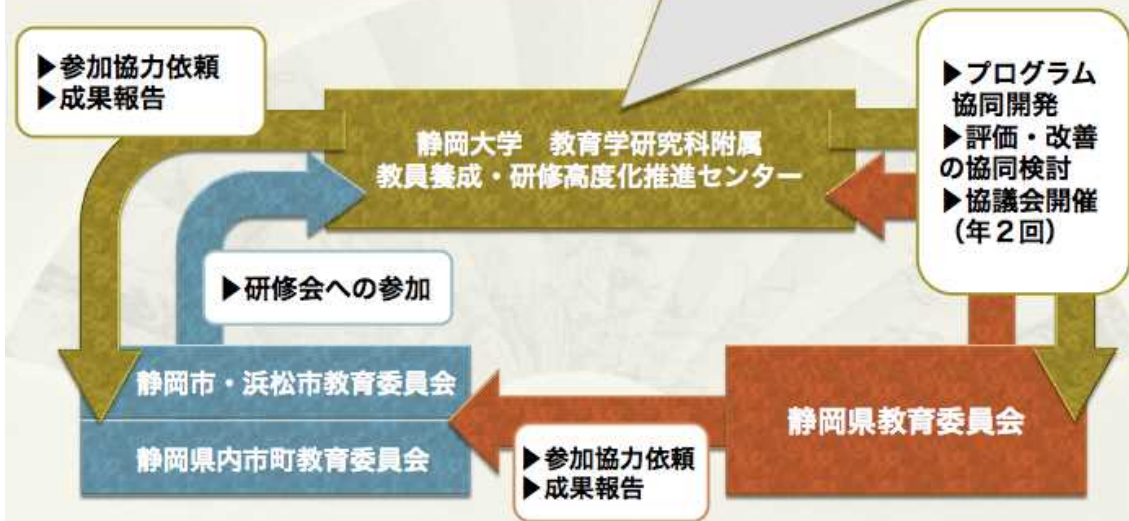 ▶参加協力依頼
▶成果報告
静岡大学　教育学研究科附属
教員養成・研修高度化推進センター
▶プログラム
協同開発
▶評価・改善
の協同検討
▶協議会開催
（年２回）
▶研修会への参加
静岡市・浜松市教育委員会
静岡県内市町教育委員会
▶参加協力依頼
▶成果報告
静岡県教育委員会